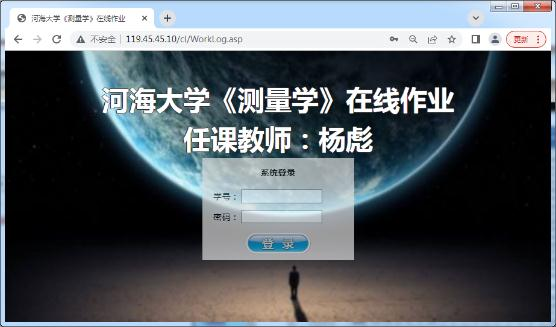 河海大学《测量学》在线作业
不安全 | 119.45.45.10/cl/WorkLog.asp
更新
河海大学《测量学》在线作业
任课教师：杨彪
系统登录
学号：
密码：
登 录